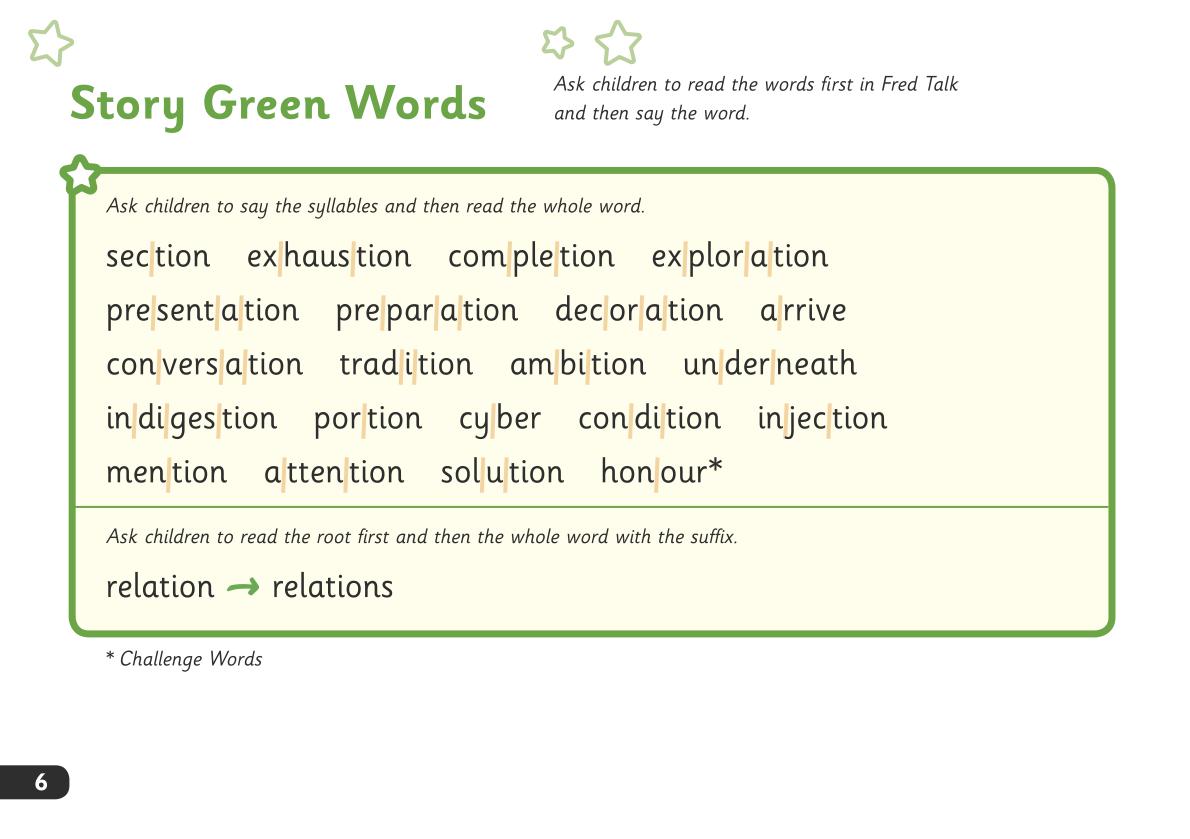 Story Green Words
Ask children to read the words first in Fred Talk
and then say the word.
Ask children to say the syllables and then read the whole word.
sec|tion ex|haus|tion com|ple|tion ex|plor|a|tion
pre|sent|a|tion pre|par|a|tion dec|or|a|tion a|rrive
con|vers|a|tion trad|i|tion am|bi|tion un|der|neath
in|di|ges|tion por|tion cy|ber con|di|tion in|jec|tion
men|tion a|tten|tion sol|u|tion hon|our*
Ask children to read the root first and then the whole word with the suffix.
relation → relations
* Challenge Words
6